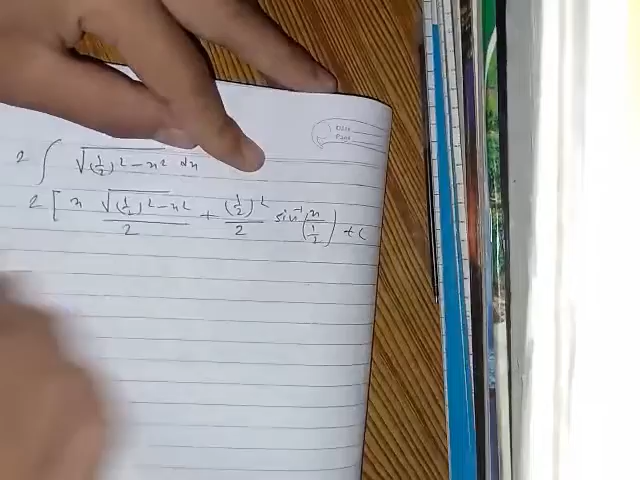 2 ∫ √(1/2)² - x² dx
2 [ x √(1/2)² - x² / 2 + (1/2)² / 2 sin⁻¹ (x / 1/2) + C